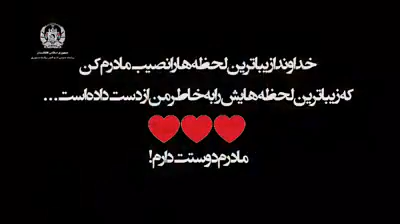 خداوندا زیباترین لحظه‌ها را نصیب مادرم کن
که زیباترین لحظه‌هایش را به خاطر من از دست داده است...
مادرم دوستت دارم!